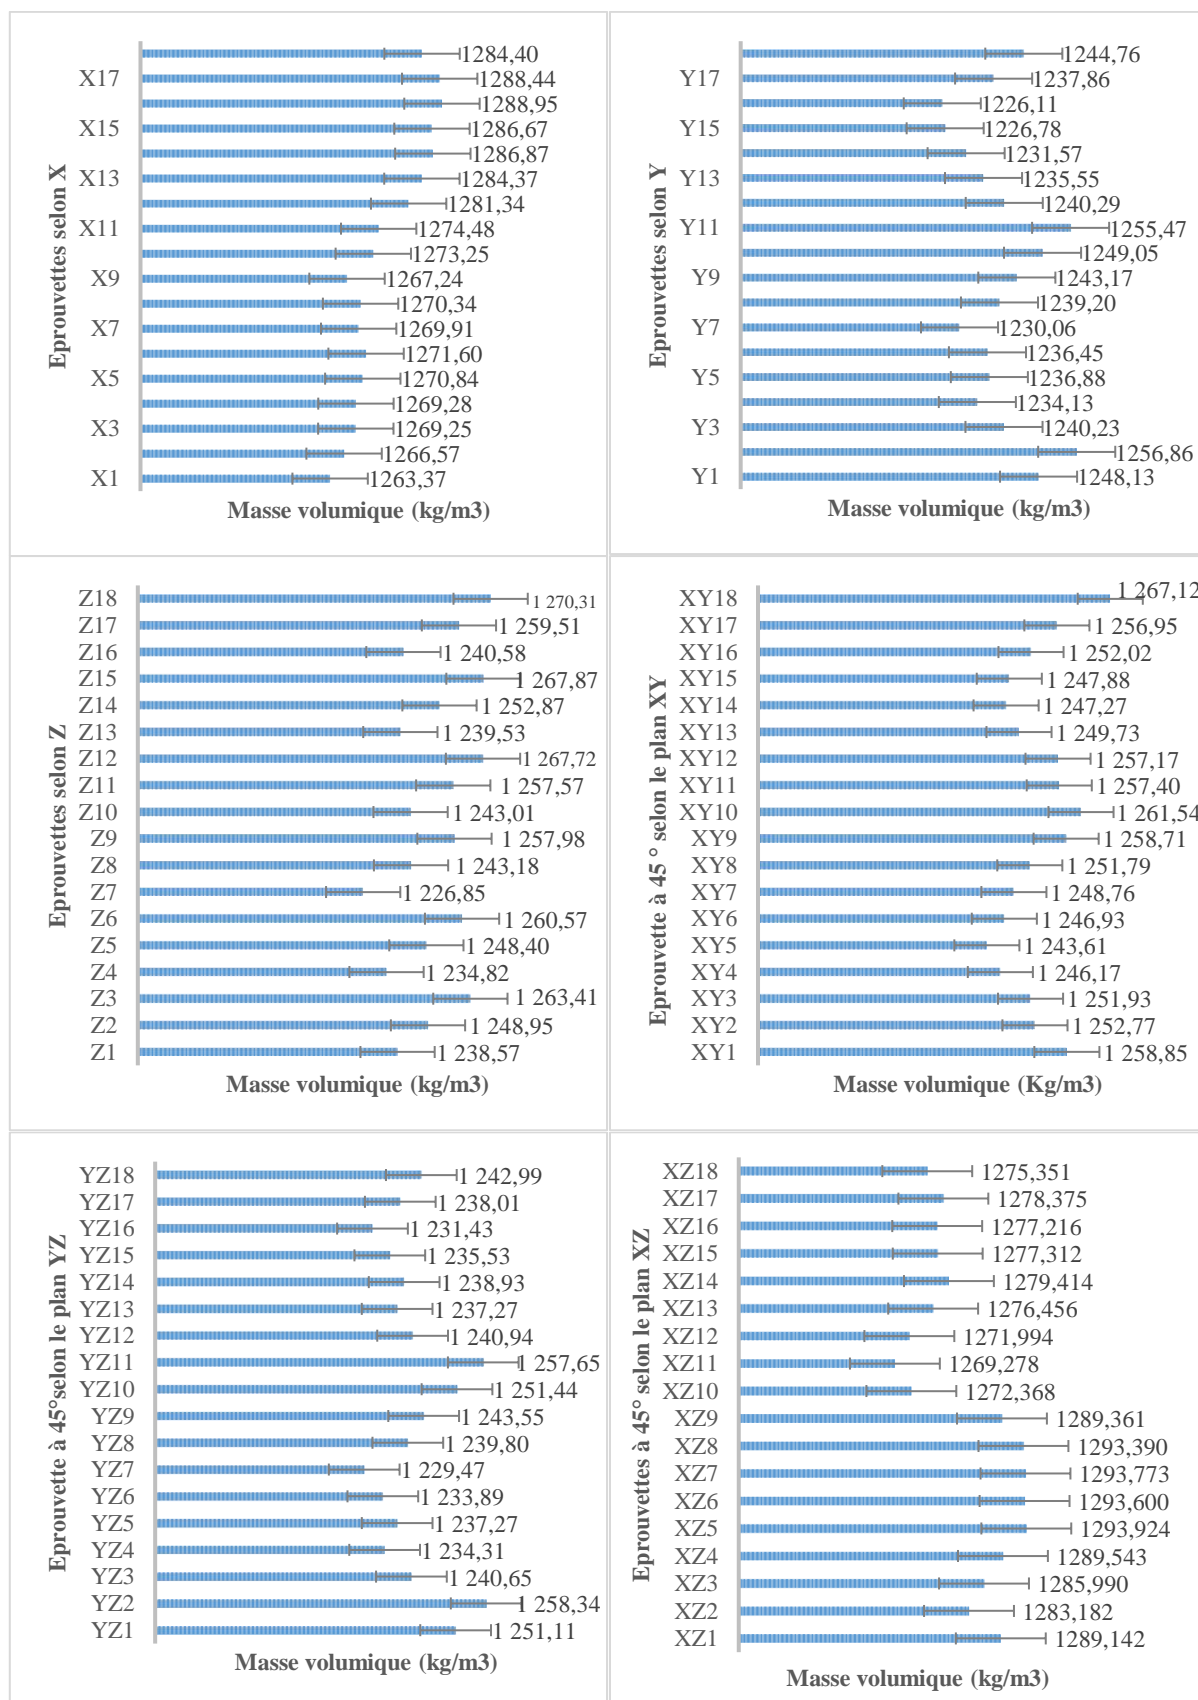 Eprouvettes selon X
1284,40
X17 1288,44
1288,95
X15 1286,67
1286,87
X13 1284,37
1281,34
X11 1274,48
1273,25
X9 1267,24
1270,34
X7 1269,91
1271,60
X5 1270,84
1269,28
X3 1269,25
1266,57
X1 1263,37
Masse volumique (kg/m3)
Eprouvettes selon Y
1244,76
Y17 1237,86
1226,11
Y15 1226,78
1231,57
Y13 1235,55
1240,29
Y11 1255,47
1249,05
Y9 1243,17
1239,20
Y7 1230,06
1236,45
Y5 1236,88
1234,13
Y3 1240,23
1256,86
Y1 1248,13
Masse volumique (kg/m3)
Eprouvettes selon Z
Z18 1 270,31
Z17 1 259,51
Z16 1 240,58
Z15 1 267,87
Z14 1 252,87
Z13 1 239,53
Z12 1 267,72
Z11 1 257,57
Z10 1 243,01
Z9 1 257,98
Z8 1 243,18
Z7 1 226,85
Z6 1 260,57
Z5 1 248,40
Z4 1 234,82
Z3 1 263,41
Z2 1 248,95
Z1 1 238,57
Masse volumique (kg/m3)
Eprouvette à 45 ° selon le plan XY
XY18 1 267,12
XY17 1 256,95
XY16 1 252,02
XY15 1 247,88
XY14 1 247,27
XY13 1 249,73
XY12 1 257,17
XY11 1 257,40
XY10 1 261,54
XY9 1 258,71
XY8 1 251,79
XY7 1 248,76
XY6 1 246,93
XY5 1 243,61
XY4 1 246,17
XY3 1 251,93
XY2 1 252,77
XY1 1 258,85
Masse volumique (Kg/m3)
Eprouvette à 45°selon le plan YZ
YZ18 1 242,99
YZ17 1 238,01
YZ16 1 231,43
YZ15 1 235,53
YZ14 1 238,93
YZ13 1 237,27
YZ12 1 240,94
YZ11 1 257,65
YZ10 1 251,44
YZ9 1 243,55
YZ8 1 239,80
YZ7 1 229,47
YZ6 1 233,89
YZ5 1 237,27
YZ4 1 234,31
YZ3 1 240,65
YZ2 1 258,34
YZ1 1 251,11
Masse volumique (kg/m3)
Eprouvettes à 45° selon le plan XZ
XZ18 1275,351
XZ17 1278,375
XZ16 1277,216
XZ15 1277,312
XZ14 1279,414
XZ13 1276,456
XZ12 1271,994
XZ11 1269,278
XZ10 1272,368
XZ9 1289,361
XZ8 1293,390
XZ7 1293,773
XZ6 1293,600
XZ5 1293,924
XZ4 1289,543
XZ3 1285,990
XZ2 1283,182
XZ1 1289,142
Masse volumique (kg/m3)